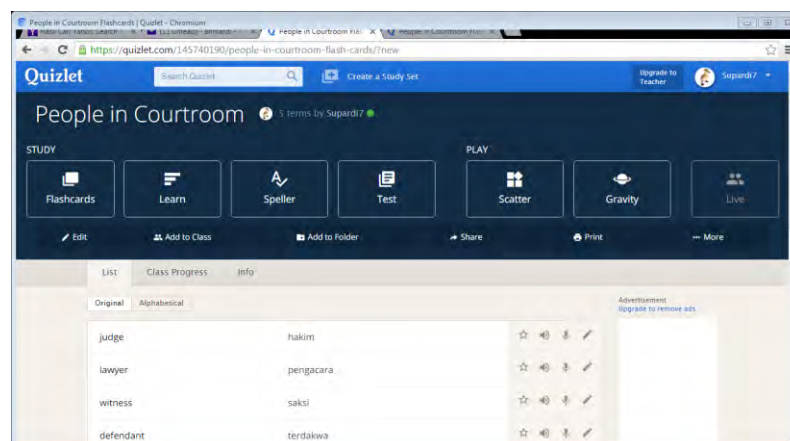 People in Courtroom Flashcards | Quizlet - Chromium
People in Courtroom Flas
https://quizlet.com/145740190/people-in-courtroom-flash-cards/?new
Quizlet
Search Quizlet
Create a Study Set
Upgrade to
Teacher
Supardi7
People in Courtroom
5 terms by Supardi7
STUDY
PLAY
Flashcards
Learn
Speller
Test
Scatter
Gravity
Live
Edit
Add to Class
Add to Folder
Share
Print
More
List
Class Progress
Info
Original
Alphabetical
Advertisement
Upgrade to remove ads
judge
hakim
lawyer
pengacara
witness
saksi
defendant
terdakwa